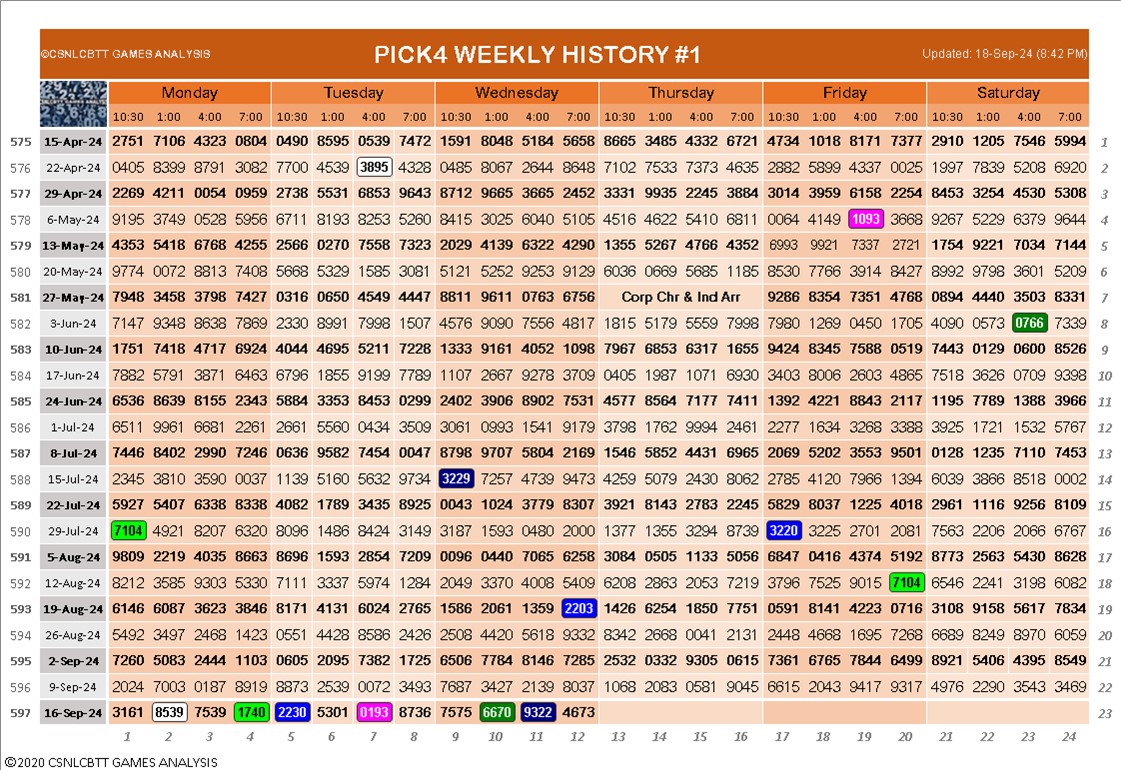 ©CSNLCBTT GAMES ANALYSIS PICK4 WEEKLY HISTORY #1 Updated: 18-Sep-24 (8:42 PM)
Monday Tuesday Wednesday Thursday Friday Saturday
10:30 1:00 4:00 7:00 10:30 1:00 4:00 7:00 10:30 1:00 4:00 7:00 10:30 1:00 4:00 7:00 10:30 1:00 4:00 7:00 10:30 1:00 4:00 7:00
575 15-Apr-24 2751 7106 4323 0804 0490 8595 0539 7472 1591 8048 5184 5658 8665 3485 4332 6721 4734 1018 8171 7377 2910 1205 7546 5994 1
576 22-Apr-24 0405 8399 8791 3082 7700 4539 3895 4328 0485 8067 2644 8648 7102 7533 7373 4635 2882 5899 4337 0025 1997 7839 5208 6920 2
577 29-Apr-24 2269 4211 0054 0959 2738 5531 6853 9643 8712 9665 3665 2452 3331 9935 2245 3884 3014 3959 6158 2254 8453 3254 4530 5308 3
578 6-May-24 9195 3749 0528 5956 6711 8193 8253 5260 8415 3025 6040 5105 4516 4622 5410 6811 0064 4149 1093 3668 9267 5229 6379 9644 4
579 13-May-24 4353 5418 6768 4255 2566 0270 7558 7323 2029 4139 6322 4290 1355 5267 4766 4352 6993 9921 7337 2721 1754 9221 7034 7144 5
580 20-May-24 9774 0072 8813 7408 5668 5329 1585 3081 5121 5252 9253 9129 6036 0669 5685 1185 8530 7766 3914 8427 8992 9798 3601 5209 6
581 27-May-24 7948 3458 3798 7427 0316 0650 4549 4447 8811 9611 0763 6756 Corp Chr & Ind Arr 9286 8354 7351 4768 0894 4440 3503 8331 7
582 3-Jun-24 7147 9348 8638 7869 2330 8991 7998 1507 4576 9090 7556 4817 1815 5179 5559 7998 7980 1269 0450 1705 4090 0573 0766 7339 8
583 10-Jun-24 1751 7418 4717 6924 4044 4695 5211 7228 1333 9161 4052 1098 7967 6853 6317 1655 9424 8345 7588 0519 7443 0129 0600 8526 9
584 17-Jun-24 7882 5791 3871 6463 6796 1855 9199 7789 1107 2667 9278 3709 0405 1987 1071 6930 3403 8006 2603 4865 7518 3626 0709 9398 10
585 24-Jun-24 6536 8639 8155 2343 5884 3353 8453 0299 2402 3906 8902 7531 4577 8564 7177 7411 1392 4221 8843 2117 1195 7789 1388 3966 11
586 1-Jul-24 6511 9961 6681 2261 2661 5560 0434 3509 3061 0993 1541 9179 3798 1762 9994 2461 2277 1634 3268 3388 3925 1721 1532 5767 12
587 8-Jul-24 7446 8402 2990 7246 0636 9582 7454 0047 8798 9707 5804 2169 1546 5852 4431 6965 2069 5202 3553 9501 0128 1235 7110 7453 13
588 15-Jul-24 2345 3810 3590 0037 1139 5160 5632 9734 3229 7257 4739 9473 4259 5079 2430 8062 2785 4120 7966 1394 6039 3866 8518 0002 14
589 22-Jul-24 5927 5407 6338 8338 4082 1789 3435 8925 0043 1024 3779 8307 3921 8143 2783 2245 5829 8037 1225 4018 2961 1116 9256 8109 15
590 29-Jul-24 7104 4921 8207 6320 8096 1486 8424 3149 3187 1593 0480 2000 1377 1355 3294 8739 3220 3225 2701 2081 7563 2206 2066 6767 16
591 5-Aug-24 9809 2219 4035 8663 8696 1593 2854 7209 0096 0440 7065 6258 3084 0505 1133 5056 6847 0416 4374 5192 8773 2563 5430 8628 17
592 12-Aug-24 8212 3585 9303 5330 7111 3337 5974 1284 2049 3370 4008 5409 6208 2863 2053 7219 3796 7525 9015 7104 6546 2241 3198 6082 18
593 19-Aug-24 6146 6087 3623 3846 8171 4131 6024 2765 1586 2061 1359 2203 1426 6254 1850 7751 0591 8141 4223 0716 3108 9158 5617 7834 19
594 26-Aug-24 5492 3497 2468 1423 0551 4428 8586 2426 2508 4420 5618 9332 8342 2668 0041 2131 2448 4668 1695 7268 6689 8249 8970 6059 20
595 2-Sep-24 7260 5083 2444 1103 0605 2095 7382 1725 6506 7784 8146 7285 2532 0332 9305 0615 7361 6765 7844 6499 8921 5406 4395 8549 21
596 9-Sep-24 2024 7003 0187 8919 8873 2539 0072 3493 7687 3427 2139 8037 1068 2083 0581 9045 6615 2043 9417 9317 4976 2290 3543 3469 22
597 16-Sep-24 3161 8539 7539 1740 2230 5301 0193 8736 7575 6670 9322 4673 23
1 2 3 4 5 6 7 8 9 10 11 12 13 14 15 16 17 18 19 20 21 22 23 24
©2020 CSNLCBTT GAMES ANALYSIS